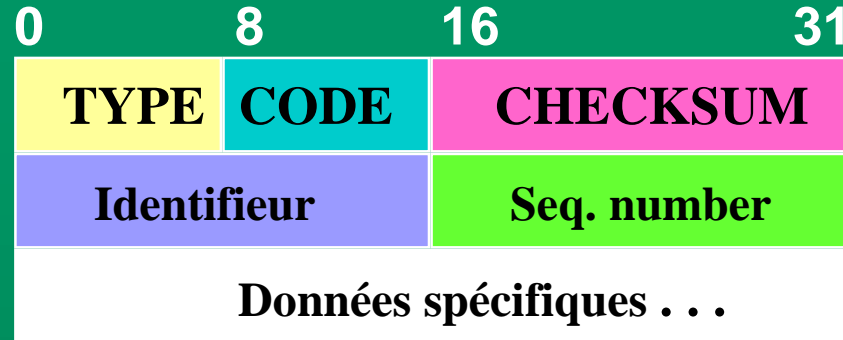 0 8 16 31
TYPE CODE CHECKSUM
Identifieur Seq. number
Données spécifiques . . .